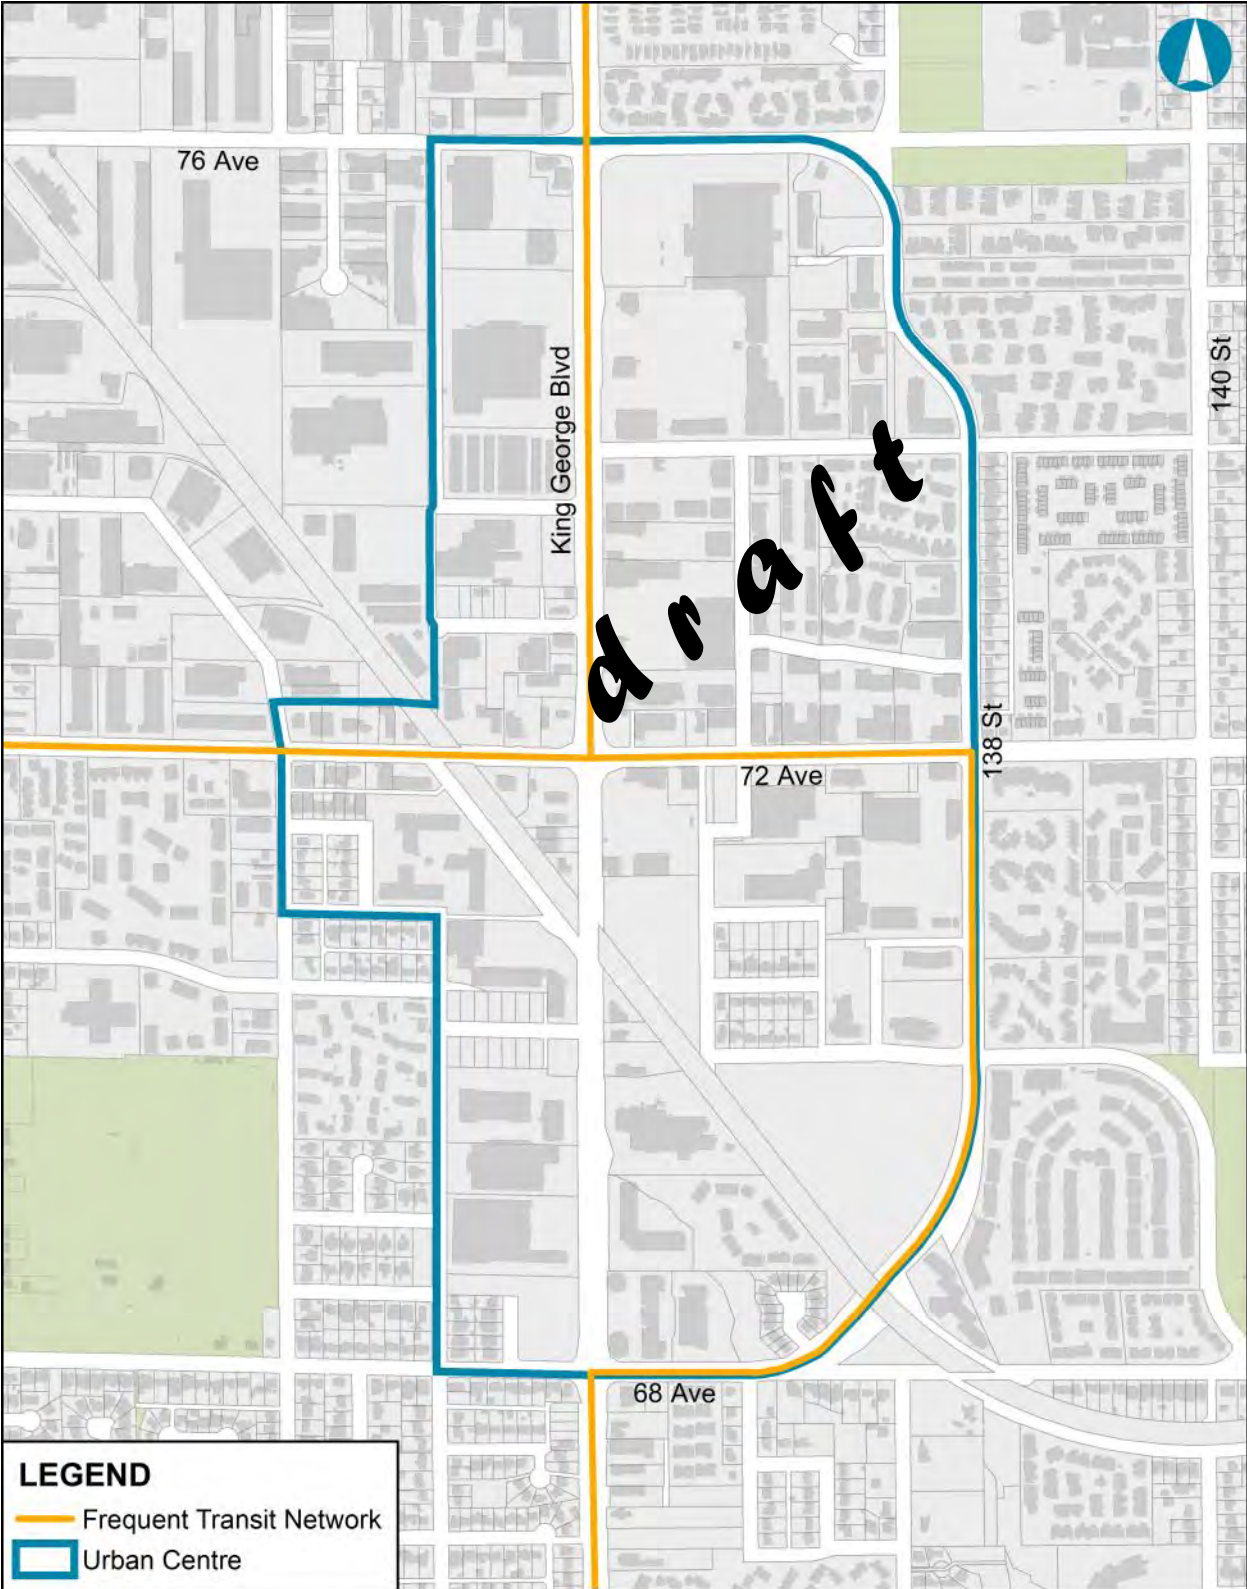 76 Ave
King George Blvd
140 St
draft
138 St
72 Ave
68 Ave
LEGEND
Frequent Transit Network
Urban Centre